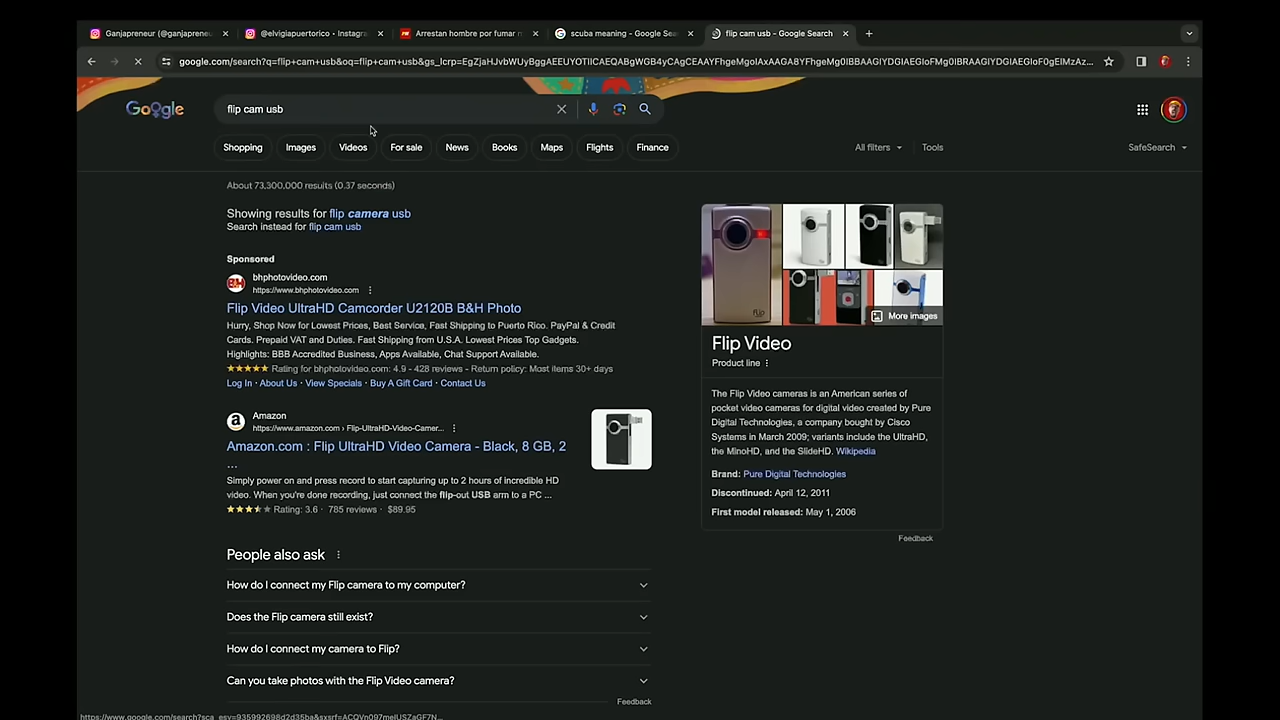 Ganjapreneur (@ganjapreneu
@elvigiapuertorico • Instagra
Arrestan hombre por fumar m
scuba meaning - Google Sea
flip cam usb - Google Search
google.com/search?q=flip+cam+usb&oq=flip+cam+usb&gs_lcrp=
Google
flip cam usb
Shopping
Images
Videos
For sale
News
Books
Maps
Flights
Finance
All filters
Tools
SafeSearch
About 73,300,000 results (0.37 seconds)
Showing results for flip camera usb
Search instead for flip cam usb
Sponsored
BH
bhphotovideo.com
https://www.bhphotovideo.com
Flip Video UltraHD Camcorder U2120B B&H Photo
Hurry, Shop Now for Lowest Prices, Best Service, Fast Shipping to Puerto Rico. PayPal & Credit
Cards. Prepaid VAT and Duties. Fast Shipping from U.S.A. Lowest Prices Top Gadgets.
Highlights: BBB Accredited Business, Apps Available, Chat Support Available.
Rating for bhphotovideo.com: 4.9 - 428 reviews - Return policy: Most items 30+ days
Log In · About Us · View Specials · Buy A Gift Card · Contact Us
Amazon
https://www.amazon.com › Flip-UltraHD-Video-Camer...
Amazon.com : Flip UltraHD Video Camera - Black, 8 GB, 2
...
Simply power on and press record to start capturing up to 2 hours of incredible HD
video. When you're done recording, just connect the flip-out USB arm to a PC ...
Rating: 3.6 · 785 reviews · $89.95
People also ask
How do I connect my Flip camera to my computer?
Does the Flip camera still exist?
How do I connect my camera to Flip?
Can you take photos with the Flip Video camera?
Feedback
flip
More images
Flip Video
Product line
The Flip Video cameras is an American series of
pocket video cameras for digital video created by Pure
Digital Technologies, a company bought by Cisco
Systems in March 2009; variants include the UltraHD,
the MinoHD, and the SlideHD. Wikipedia
Brand: Pure Digital Technologies
Discontinued: April 12, 2011
First model released: May 1, 2006
Feedback